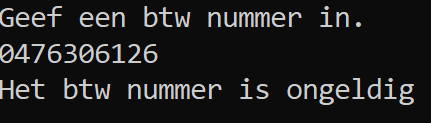 Geef een btw nummer in.
0476306126
Het btw nummer is ongeldig